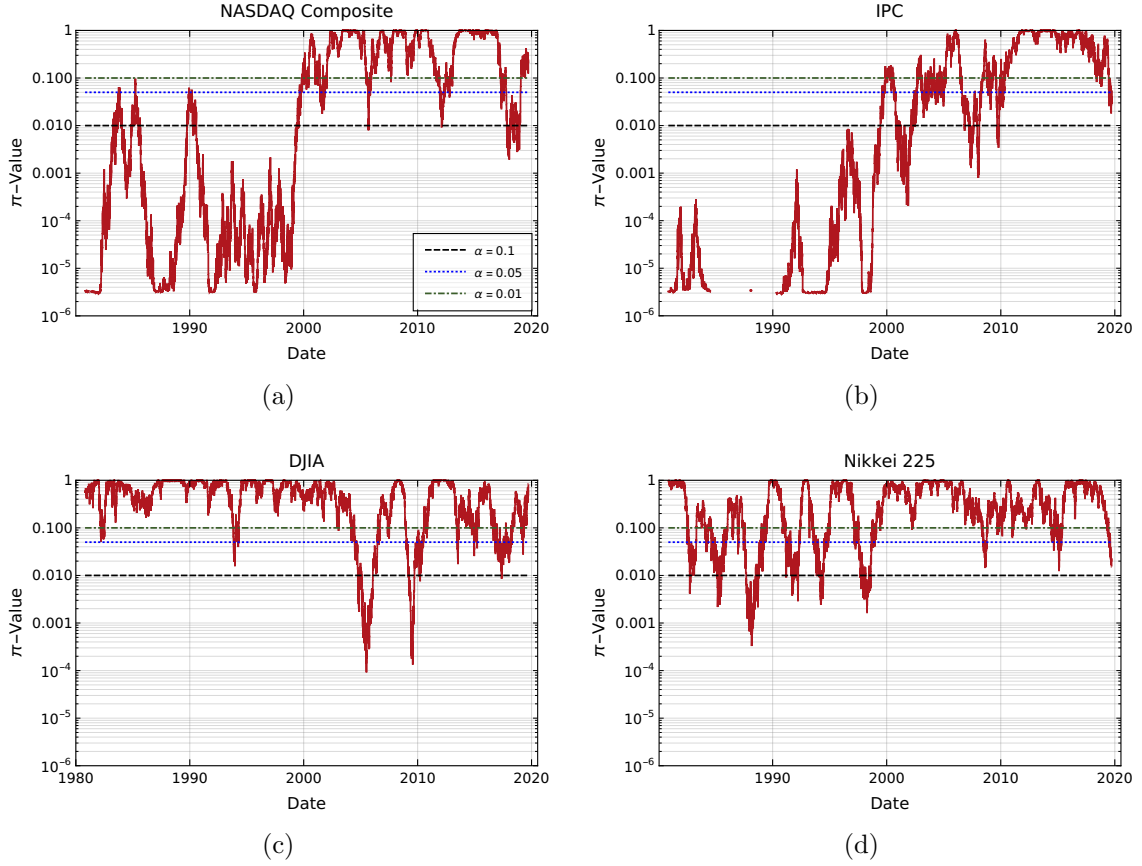 NASDAQ Composite
1
0.100
0.010
0.001
10−4
10−5
10−6
π−Value
α = 0.1
α = 0.05
α = 0.01
1990
2000
2010
2020
Date
(a)
IPC
1
0.100
0.010
0.001
10−4
10−5
10−6
π−Value
1990
2000
2010
2020
Date
(b)
DJIA
1
0.100
0.010
0.001
10−4
10−5
10−6
π−Value
1980
1990
2000
2010
2020
Date
(c)
Nikkei 225
1
0.100
0.010
0.001
10−4
10−5
10−6
π−Value
1990
2000
2010
2020
Date
(d)